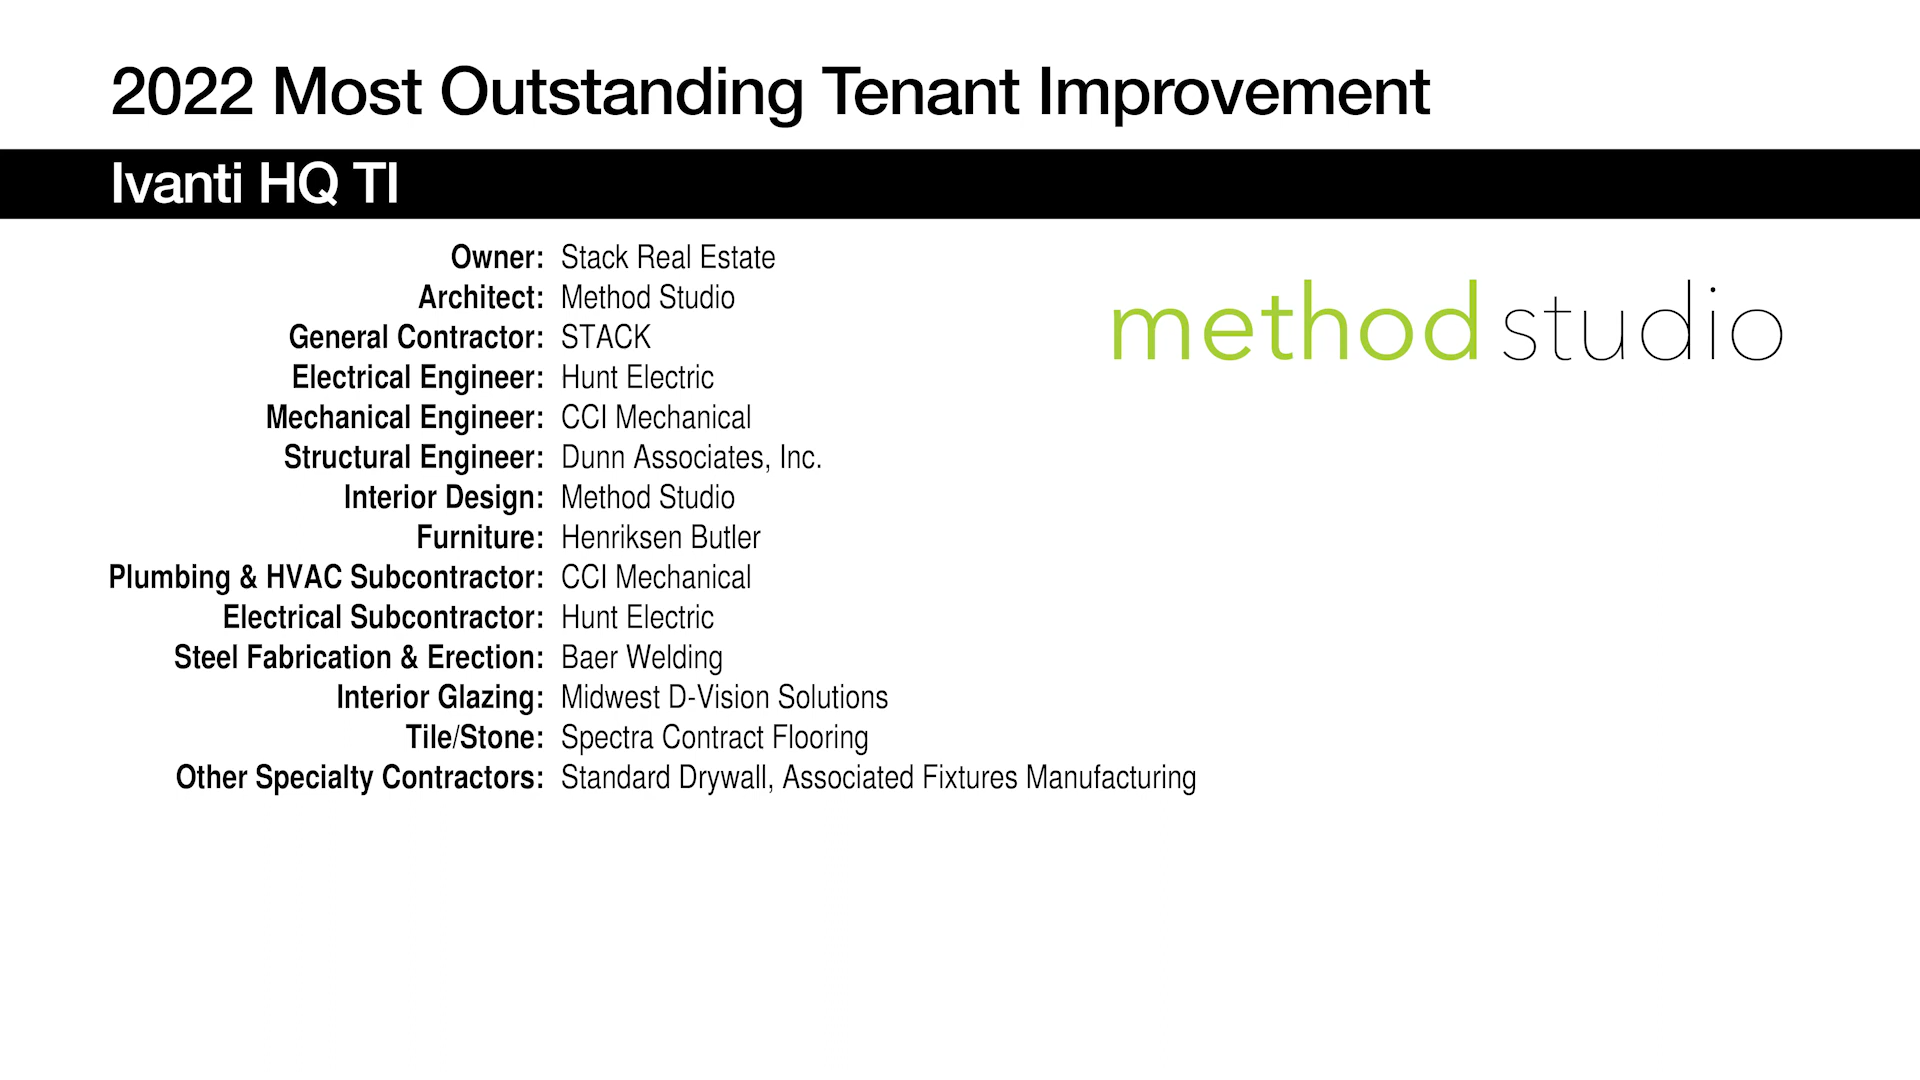 2022 Most Outstanding Tenant Improvement
Ivanti HQ TI
Owner: Stack Real Estate
Architect: Method Studio
General Contractor: STACK
Electrical Engineer: Hunt Electric
Mechanical Engineer: CCI Mechanical
Structural Engineer: Dunn Associates, Inc.
Interior Design: Method Studio
Furniture: Henriksen Butler
Plumbing & HVAC Subcontractor: CCI Mechanical
Electrical Subcontractor: Hunt Electric
Steel Fabrication & Erection: Baer Welding
Interior Glazing: Midwest D-Vision Solutions
Tile/Stone: Spectra Contract Flooring
Other Specialty Contractors: Standard Drywall, Associated Fixtures Manufacturing
method studio